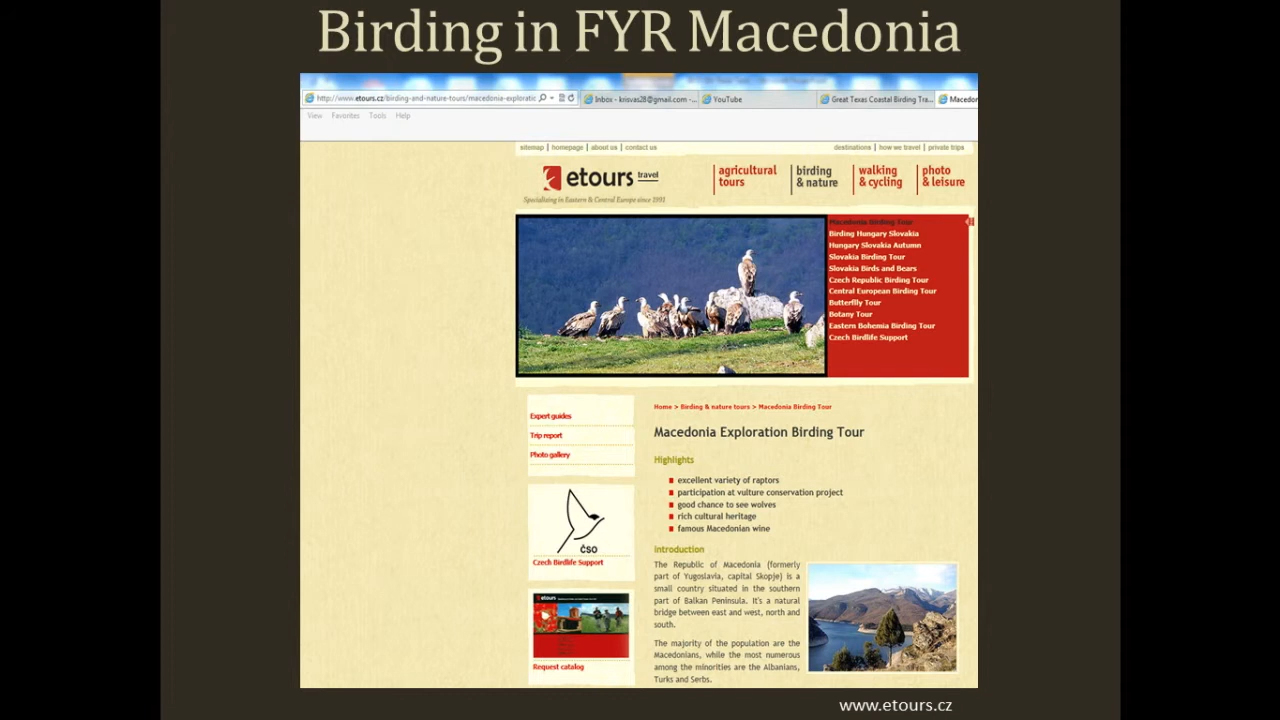 Birding in FYR Macedonia
http://www.etours.cz/birding-and-nature-tours/macedonia-exploratic
Inbox - krisvas28@gmail.com -...
YouTube
Great Texas Coastal Birding Tra...
Macedon
View Favorites Tools Help
sitemap | homepage | about us | contact us
destinations | how we travel | private trips
etours travel
Specializing in Eastern & Central Europe since 1991
agricultural
tours
birding
& nature
walking
& cycling
photo
& leisure
Macedonia Birding Tour
Birding Hungary Slovakia
Hungary Slovakia Autumn
Slovakia Birding Tour
Slovakia Birds and Bears
Czech Republic Birding Tour
Central European Birding Tour
Butterflly Tour
Botany Tour
Eastern Bohemia Birding Tour
Czech Birdlife Support
Expert guides
Trip report
Photo gallery
ČSO
Czech Birdlife Support
etours
Request catalog
Home > Birding & nature tours > Macedonia Birding Tour
Macedonia Exploration Birding Tour
Highlights
excellent variety of raptors
participation at vulture conservation project
good chance to see wolves
rich cultural heritage
famous Macedonian wine
Introduction
The Republic of Macedonia (formerly
part of Yugoslavia, capital Skopje) is a
small country situated in the southern
part of Balkan Peninsula. It's a natural
bridge between east and west, north and
south.
The majority of the population are the
Macedonians, while the most numerous
among the minorities are the Albanians,
Turks and Serbs.
www.etours.cz